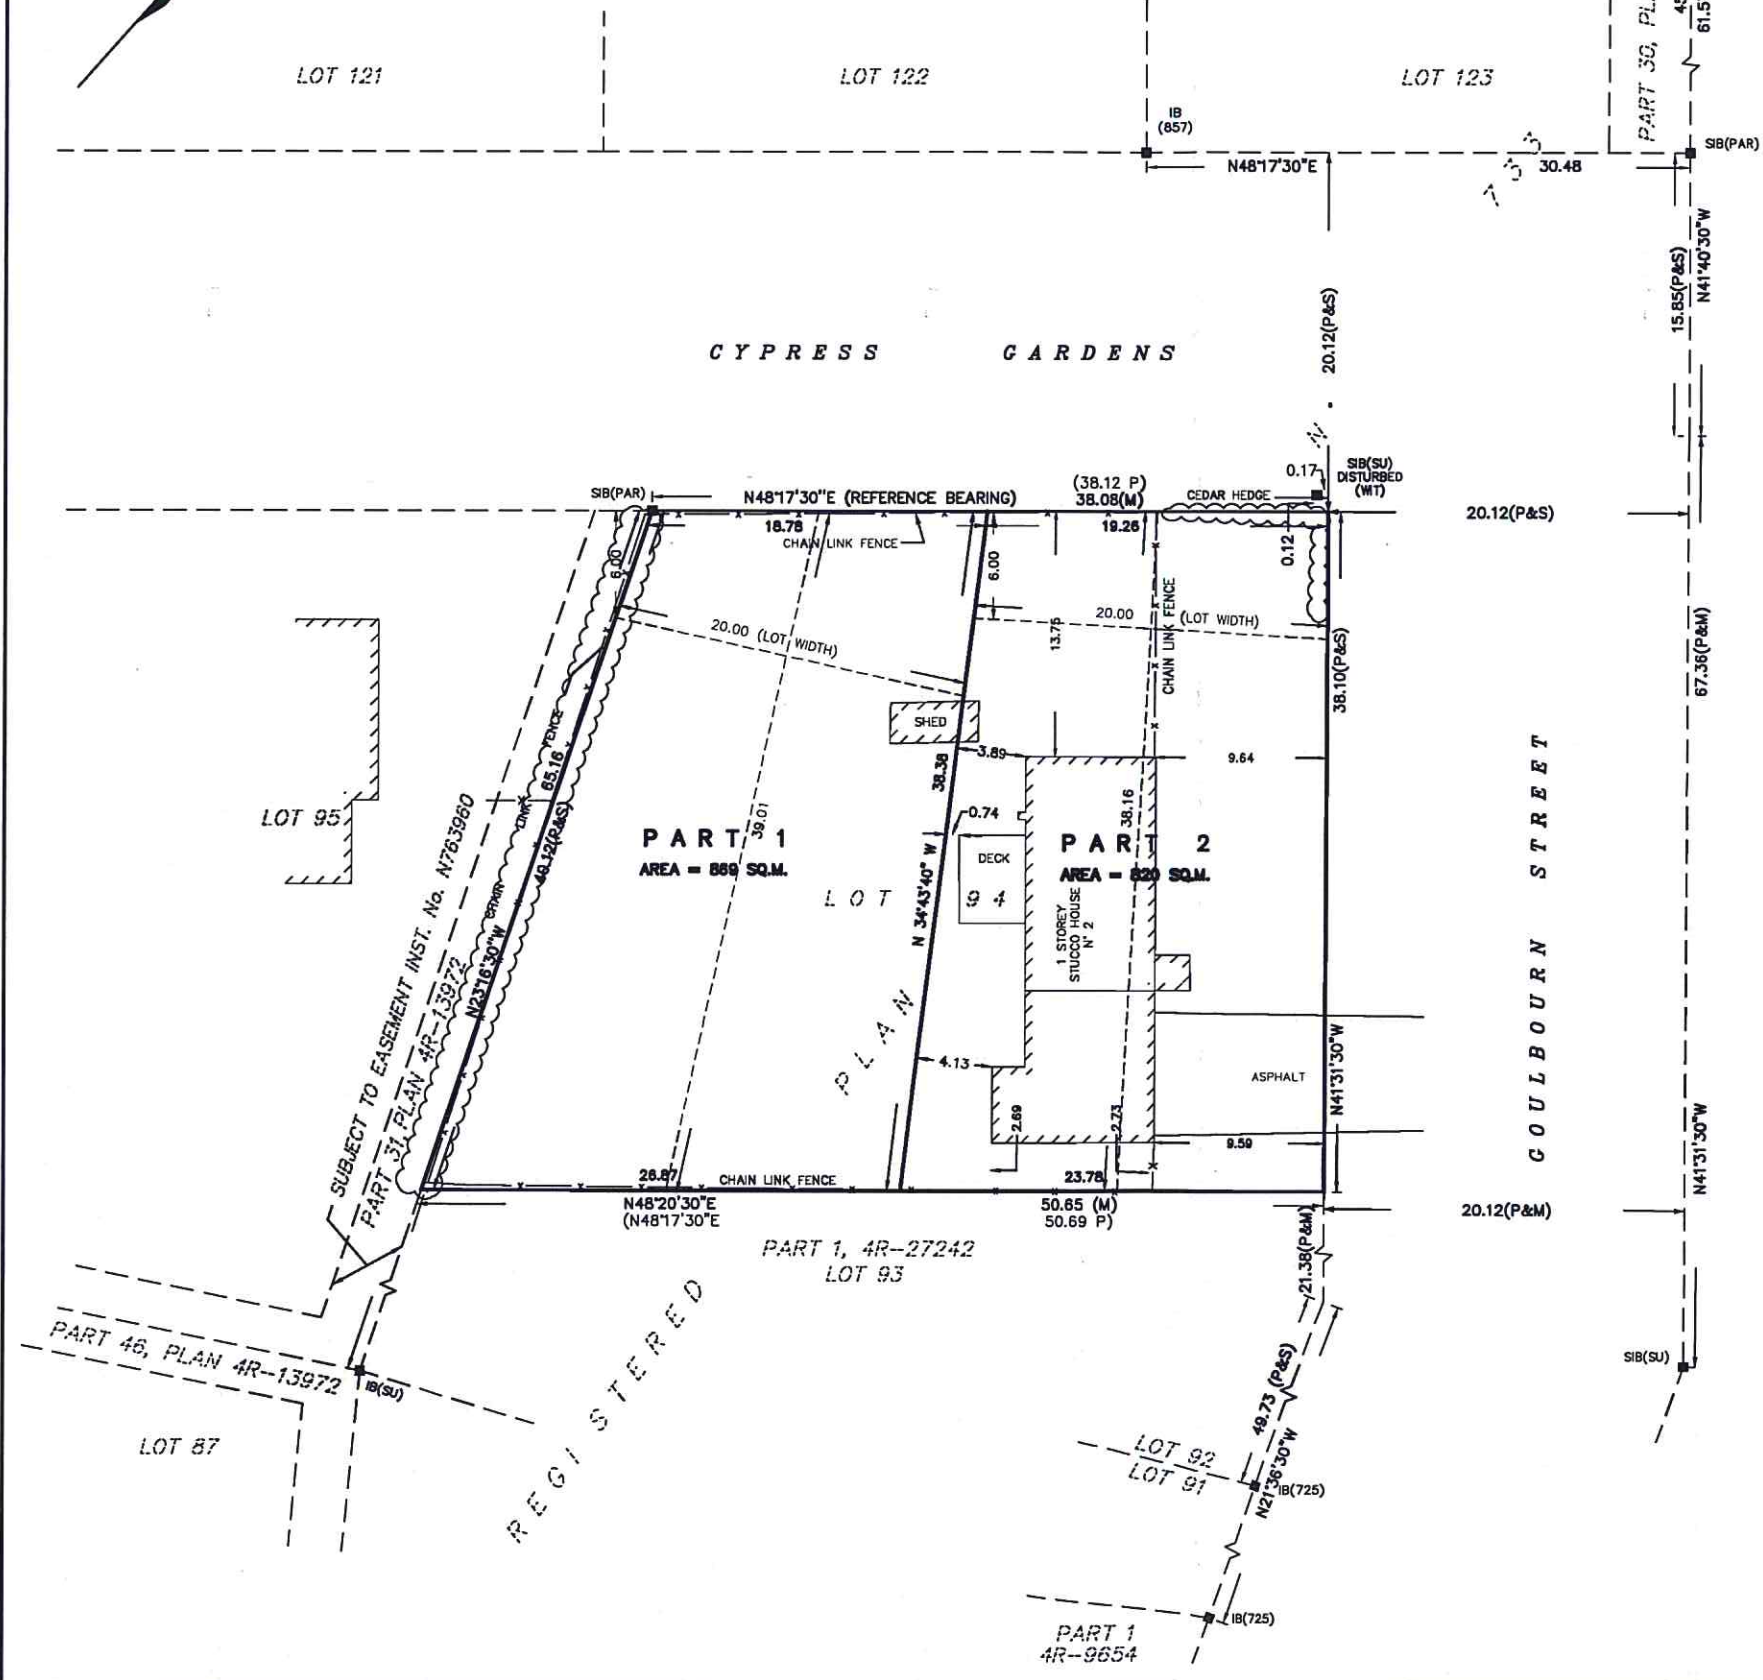 LOT 121
LOT 122
LOT 123
PART 30, PL
61.5
IB
(857)
SIB(PAR)
N48°17'30"E
30.48
733
N41°40'30"W
15.85(P&S)
CYPRESS GARDENS
20.12(P&S)
N.
SIB(PAR)
N48°17'30"E (REFERENCE BEARING)
(38.12 P)
38.08(M)
CEDAR HEDGE
0.17
SIB(SU)
DISTURBED
(WIT)
20.12(P&S)
18.78
CHAIN LINK FENCE
19.26
0.12
6.00
6.00
13.75
CHAIN LINK FENCE
20.00 (LOT WIDTH)
20.00 (LOT WIDTH)
38.10(P&S)
67.36(P&M)
SHED
3.89
9.64
38.38
LOT 95
CHAIN LINK FENCE
65.16
40.12(P&S)
N23°16'30"W
39.01
38.16
0.74
PART 1
AREA = 869 SQ.M.
PART 2
AREA = 820 SQ.M.
DECK
LOT 94
N 34°43'40" W
1 STOREY
STUCCO HOUSE
N° 2
GOULBOURN STREET
SUBJECT TO EASEMENT INST. No. N763960
PART 31, PLAN 4R-13972
PLAN
4.13
ASPHALT
N41°31'30"W
N41°31'30"W
2.69
2.73
9.59
26.87
CHAIN LINK FENCE
23.78
N48°20'30"E
(N48°17'30"E
50.65 (M)
50.69 P)
20.12(P&M)
PART 1, 4R-27242
LOT 93
21.38(P&M)
REGISTERED
PART 46, PLAN 4R-13972
IB(SU)
SIB(SU)
LOT 87
49.73 (P&S)
N21°36'30"W
LOT 92
LOT 91
IB(725)
IB(725)
PART 1
4R-9654